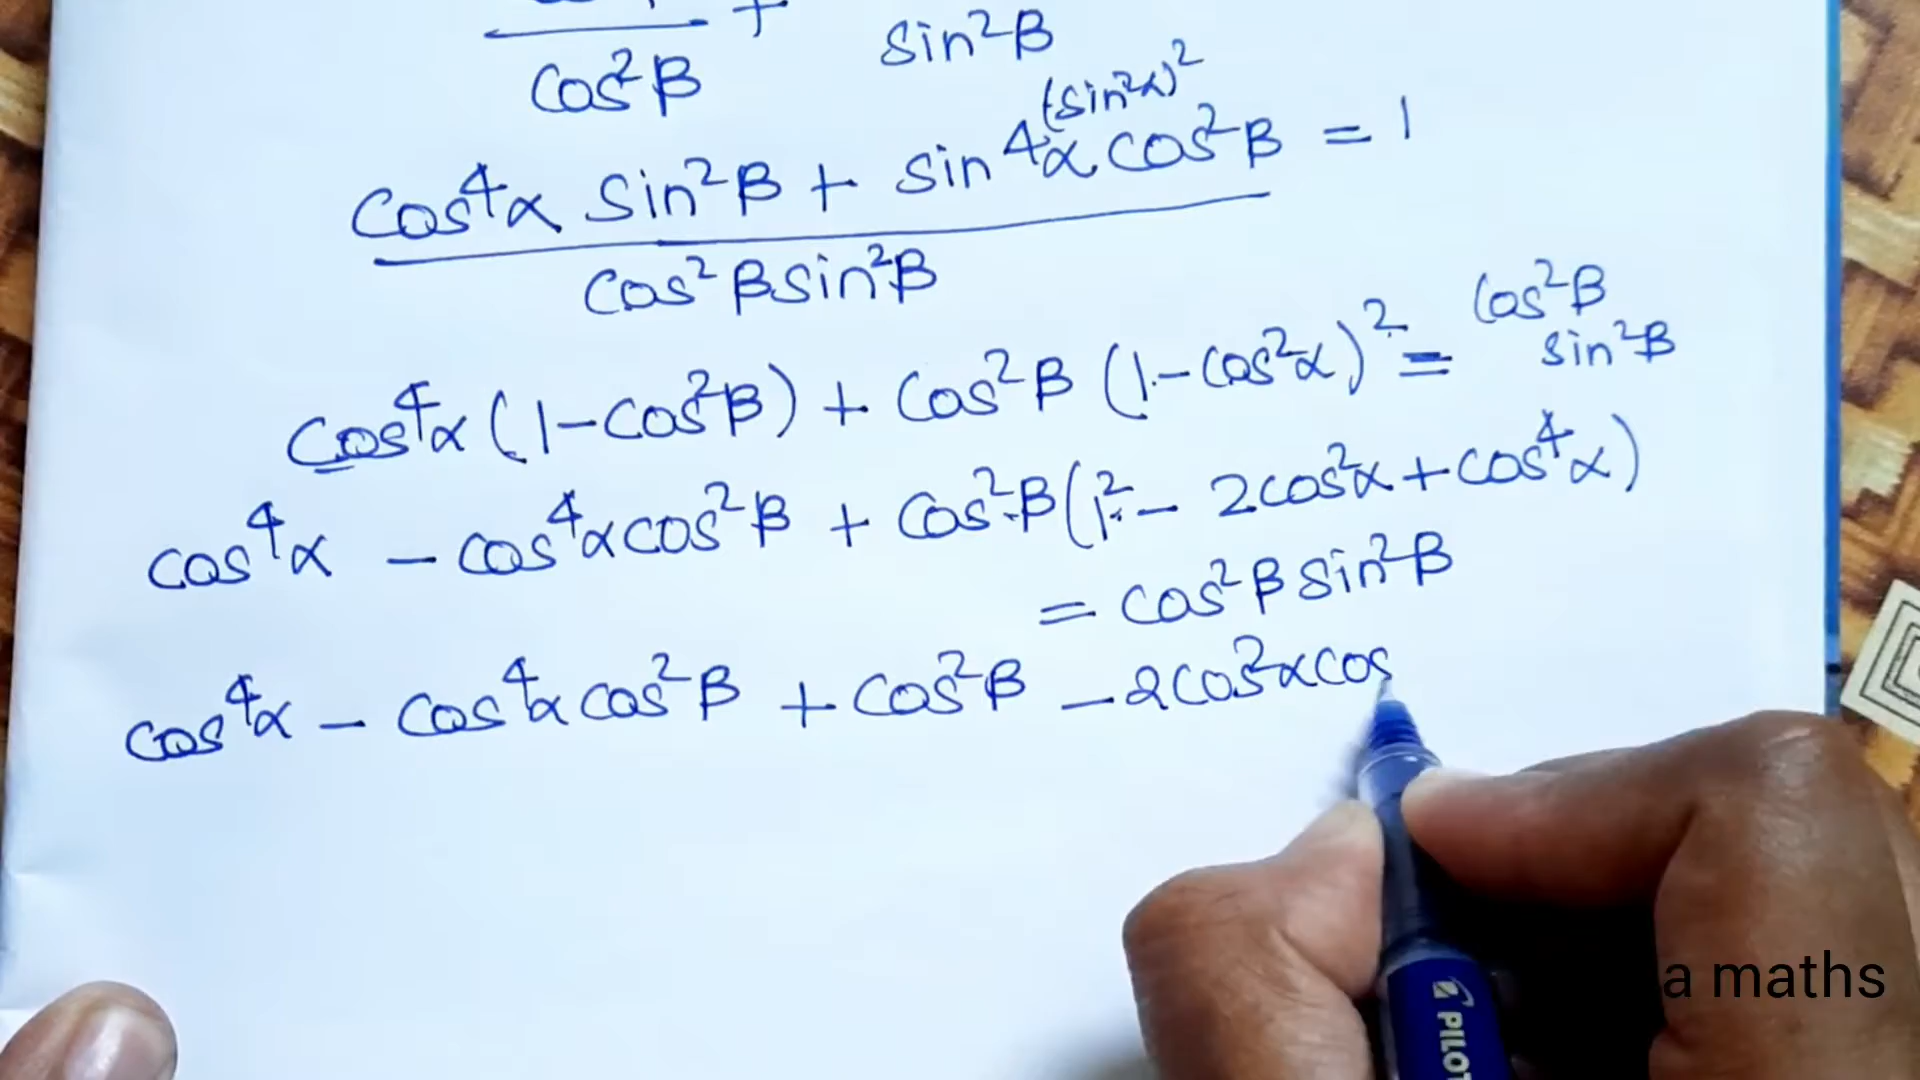 cos²β + sin²β
(sin²α)²
cos⁴α sin²β + sin⁴α cos²β = 1
cos²β sin²β
cos⁴α (1-cos²β) + cos²β (1-cos²α)² = cos²β
sin²β
cos⁴α - cos⁴α cos²β + cos²β (1² - 2cos²α + cos⁴α)
= cos²β sin²β
cos⁴α - cos⁴α cos²β + cos²β - 2cos²α cos
a maths
PILOT